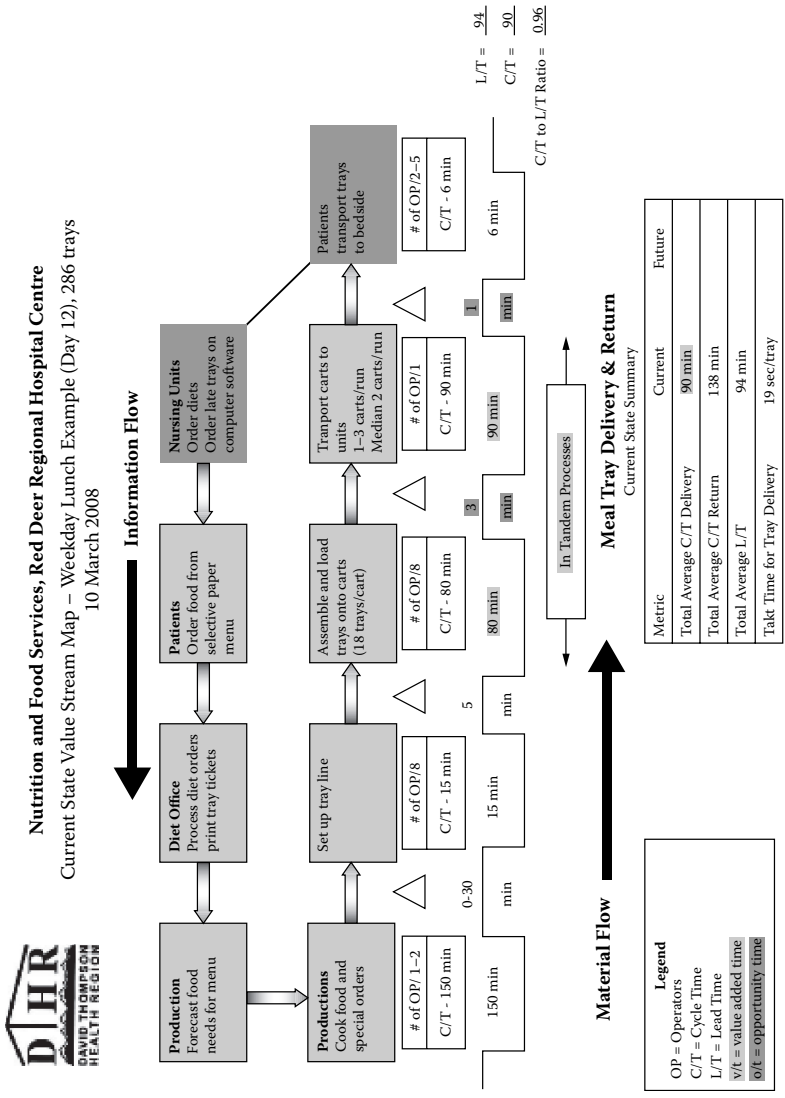 DTHR
DAVID THOMPSON
HEALTH REGION
Nutrition and Food Services, Red Deer Regional Hospital Centre
Current State Value Stream Map – Weekday Lunch Example (Day 12), 286 trays
10 March 2008
Information Flow
Production
Forecast food
needs for menu
Diet Office
Process diet orders
print tray tickets
Patients
Order food from
selective paper
menu
Nursing Units
Order diets
Order late trays on
computer software
Productions
Cook food and
special orders
Set up tray line
Assemble and load
trays onto carts
(18 trays/cart)
Tranport carts to
units
1–3 carts/run
Median 2 carts/run
Patients
transport trays
to bedside
# of OP/ 1–2
C/T - 150 min
# of OP/8
C/T - 15 min
# of OP/8
C/T - 80 min
# of OP/1
C/T - 90 min
# of OP/2–5
C/T - 6 min
150 min
0-30
min
15 min
5
min
80 min
3
min
90 min
1
min
6 min
L/T = 94
C/T = 90
C/T to L/T Ratio = 0.96
In Tandem Processes
Material Flow
Meal Tray Delivery & Return
Current State Summary
Metric Current Future
Total Average C/T Delivery 90 min
Total Average C/T Return 138 min
Total Average L/T 94 min
Takt Time for Tray Delivery 19 sec/tray
Legend
OP = Operators
C/T = Cycle Time
L/T = Lead Time
v/t = value added time
o/t = opportunity time